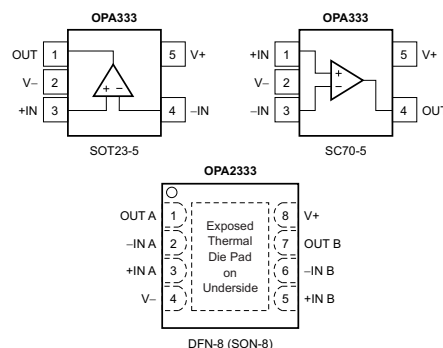 OPA333
OUT 1 5 V+
V– 2
+IN 3 + – 4 –IN
SOT23-5
OPA333
+IN 1 + 5 V+
V– 2
–IN 3 – 4 OUT
SC70-5
OPA2333
OUT A 1 Exposed 8 V+
–IN A 2 Thermal 7 OUT B
+IN A 3 Die Pad 6 –IN B
on
V– 4 Underside 5 +IN B
DFN-8 (SON-8)